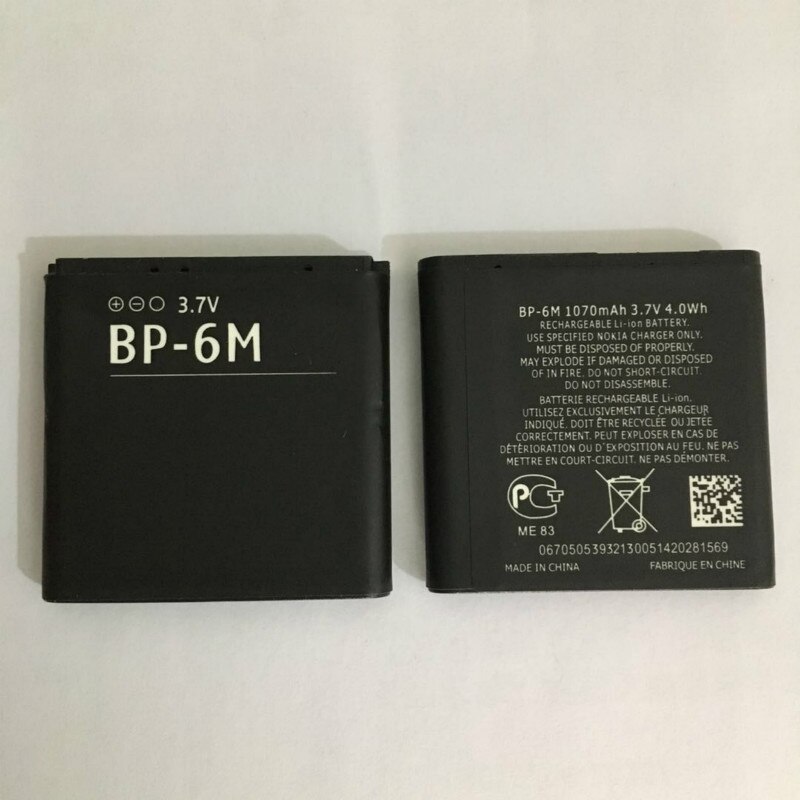 ⊕⊖○ 3.7V
BP-6M
BP-6M 1070mAh 3.7V 4.0Wh
RECHARGEABLE Li-ion BATTERY.
USE SPECIFIED NOKIA CHARGER ONLY.
MUST BE DISPOSED OF PROPERLY.
MAY EXPLODE IF DAMAGED OR DISPOSED
OF IN FIRE. DO NOT SHORT-CIRCUIT.
DO NOT DISASSEMBLE.
BATTERIE RECHARGEABLE Li-ion.
UTILISEZ EXCLUSIVEMENT LE CHARGEUR
INDIQUÉ. DOIT ÊTRE RECYCLÉE OU JETEE
CORRECTEMENT. PEUT EXPLOSER EN CAS DE
DÉTÉRIORATION OU D´EXPOSITION AU FEU. NE PAS
METTRE EN COURT-CIRCUIT. NE PAS DÉMONTER.
РСТ
ME 83
06705053932130051420281569
MADE IN CHINA FABRIQUE EN CHINE